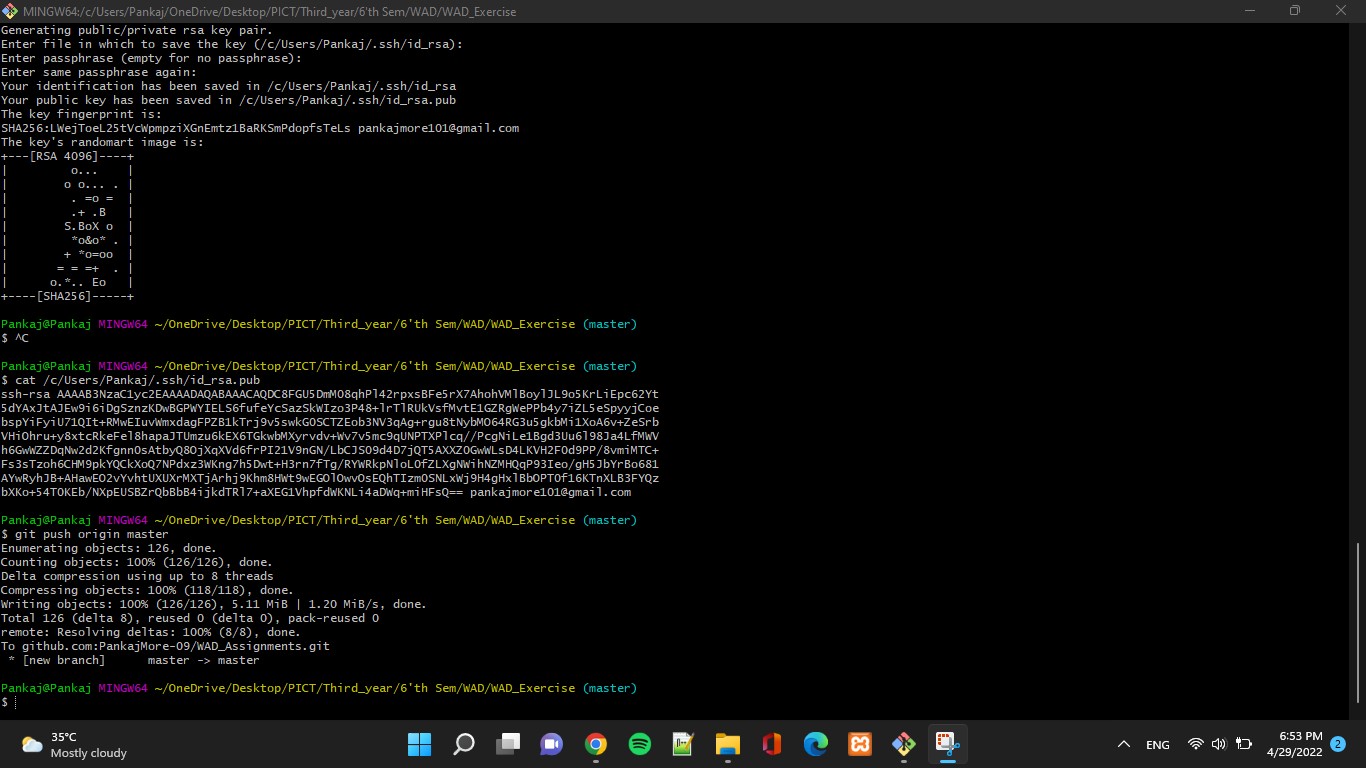 MINGW64:/c/Users/Pankaj/OneDrive/Desktop/PICT/Third_year/6'th Sem/WAD/WAD_Exercise
Generating public/private rsa key pair.
Enter file in which to save the key (/c/Users/Pankaj/.ssh/id_rsa):
Enter passphrase (empty for no passphrase):
Enter same passphrase again:
Your identification has been saved in /c/Users/Pankaj/.ssh/id_rsa
Your public key has been saved in /c/Users/Pankaj/.ssh/id_rsa.pub
The key fingerprint is:
SHA256:LWejToeL25tVcWpmpziXGnEmtz1BaRKSmPdopfsTeLs pankajmore101@gmail.com
The key's randomart image is:
+---[RSA 4096]----+
|         o...    |
|        o o... . |
|         . =o =  |
|         .+ .B   |
|        S.BoX o  |
|         *o&o* . |
|        + *o=oo  |
|       = = =+  . |
|      o.*.. Eo   |
+----[SHA256]-----+
Pankaj@Pankaj MINGW64 ~/OneDrive/Desktop/PICT/Third_year/6'th Sem/WAD/WAD_Exercise (master)
$ ^C
Pankaj@Pankaj MINGW64 ~/OneDrive/Desktop/PICT/Third_year/6'th Sem/WAD/WAD_Exercise (master)
$ cat /c/Users/Pankaj/.ssh/id_rsa.pub
ssh-rsa AAAAB3NzaC1yc2EAAAADAQABAAACAQDC8FGU5DmMO8qhPl42rpxsBFe5rX7AhohVMlBoylJL9o5KrLiEpc62Yt
5dYAxJtAJEw9i6iDgSznzKDwBGPWYIELS6fufeYcSazSkWIzo3P48+lrTlRUkVsfMvtE1GZRgWePPb4y7iZL5eSpyyjCoe
bspYiFyiU71QIt+RMwEIuvWmxdagFPZB1kTrj9v5swkGOSCTZEob3NV3qAg+rgu8tNybMO64RG3u5gkbMi1XoA6v+ZeSrb
VHiOhru+y8xtcRkeFel8hapaJTUmzu6kEX6TGkwbMXyrvdv+Wv7v5mc9qUNPTXPlcq//PcgNiLe1Bgd3Uu6l98Ja4LfMWV
h6GwWZZDqNw2d2KfgnnOsAtbyQ8OjXqXVd6frPI21V9nGN/LbCJSO9d4D7jQT5AXXZOGwWLsD4LKVH2FOd9PP/8vmiMTC+
Fs3sTzoh6CHM9pkYQCkXoQ7NPdxz3WKng7h5Dwt+H3rn7fTg/RYWRkpNloLOfZLXgNWihNZMHQqP93Ieo/gH5JbYrBo681
AYwRyhJB+AHawEO2vYvhtUXUXrMXTjArhj9Khm8HWt9wEGOlOwvOsEQhTIzmOSNLxWj9H4gHxlBbOPTOf16KTnXLB3FYQz
bXKo+54TOKEb/NXpEUSBZrQbBbB4ijkdTRl7+aXEG1VhpfdWKNLi4aDWq+miHFsQ== pankajmore101@gmail.com
Pankaj@Pankaj MINGW64 ~/OneDrive/Desktop/PICT/Third_year/6'th Sem/WAD/WAD_Exercise (master)
$ git push origin master
Enumerating objects: 126, done.
Counting objects: 100% (126/126), done.
Delta compression using up to 8 threads
Compressing objects: 100% (118/118), done.
Writing objects: 100% (126/126), 5.11 MiB | 1.20 MiB/s, done.
Total 126 (delta 8), reused 0 (delta 0), pack-reused 0
remote: Resolving deltas: 100% (8/8), done.
To github.com:PankajMore-09/WAD_Assignments.git
 * [new branch]      master -> master
Pankaj@Pankaj MINGW64 ~/OneDrive/Desktop/PICT/Third_year/6'th Sem/WAD/WAD_Exercise (master)
$
35°C
Mostly cloudy
ENG
6:53 PM
4/29/2022
2